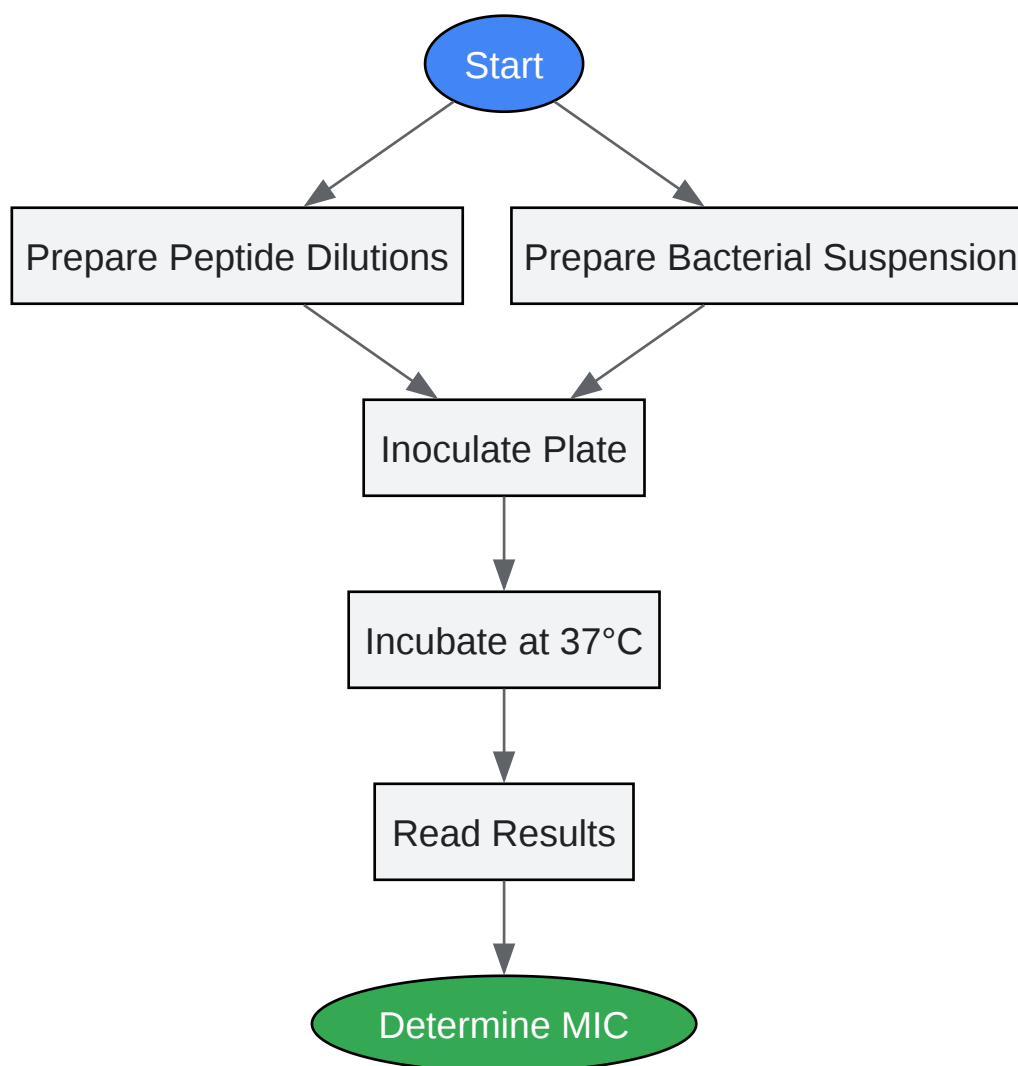 Start
Prepare Peptide Dilutions
Prepare Bacterial Suspension
Inoculate Plate
Incubate at 37°C
Read Results
Determine MIC